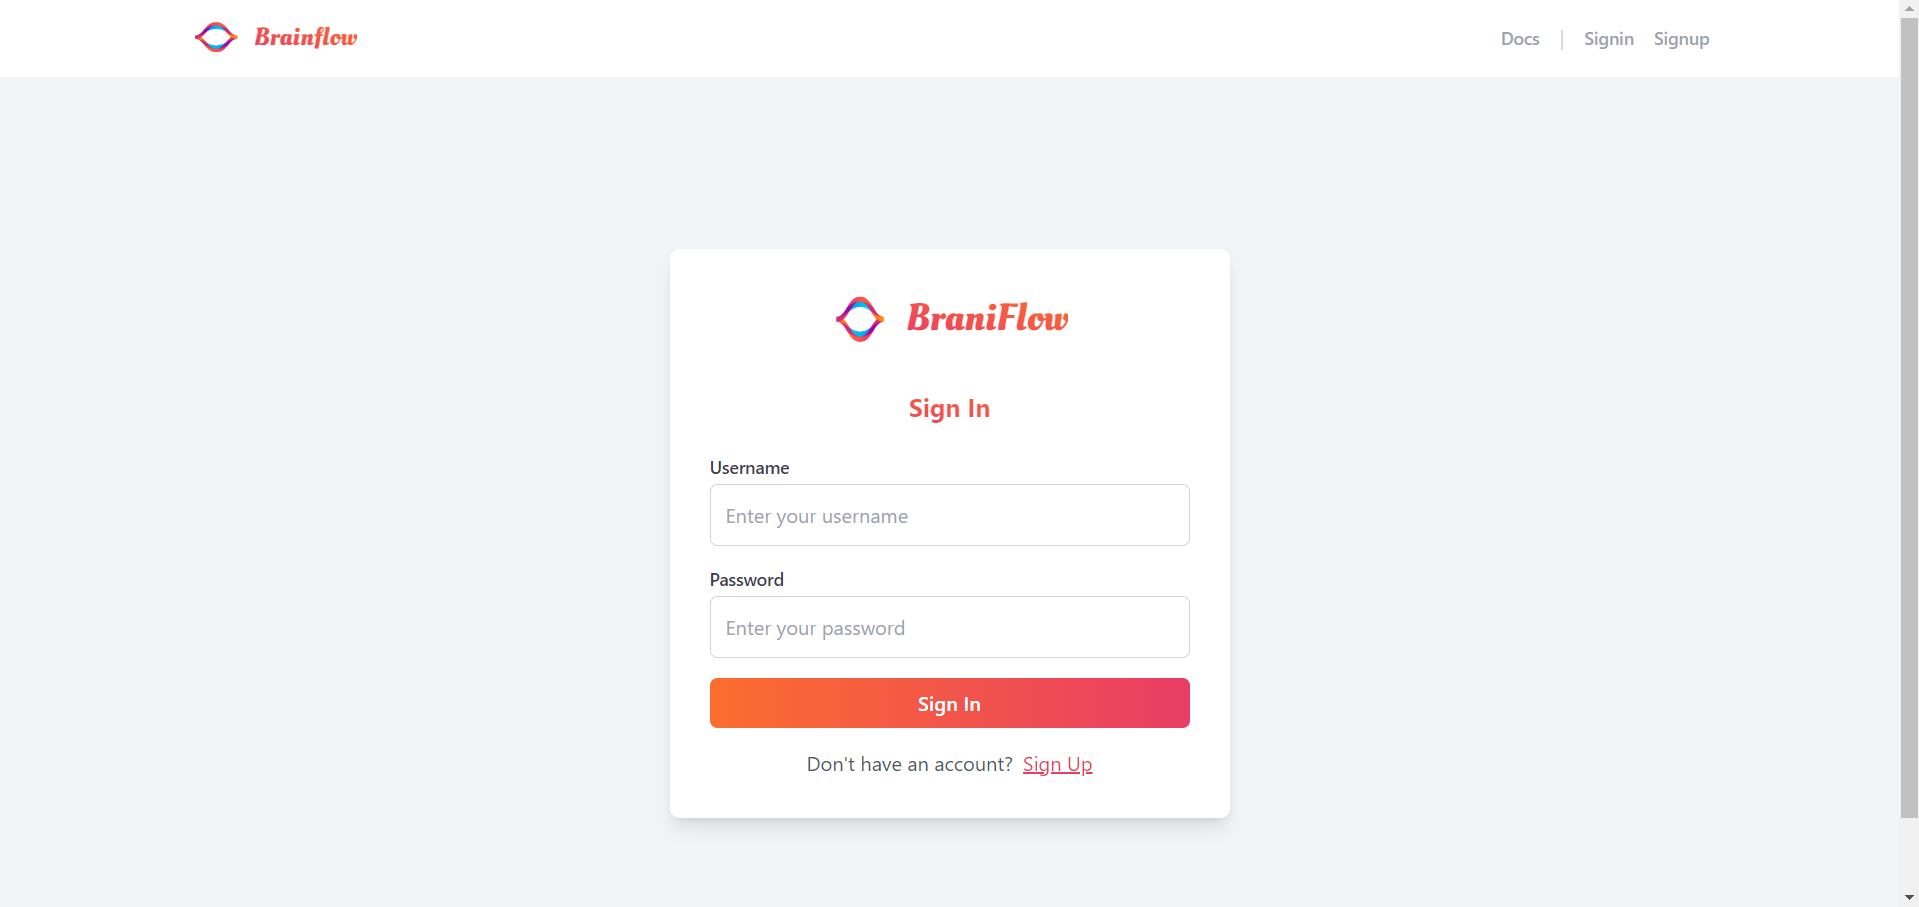 Brainflow
Docs | Signin Signup
BraniFlow
Sign In
Username
Enter your username
Password
Enter your password
Sign In
Don't have an account? Sign Up